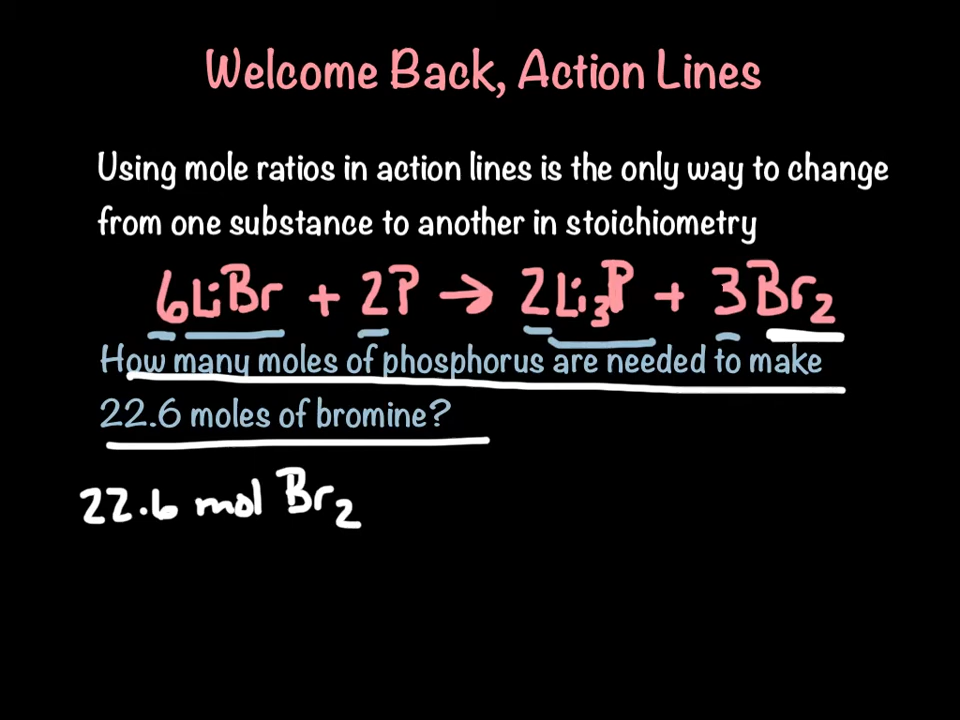 Welcome Back, Action Lines
Using mole ratios in action lines is the only way to change
from one substance to another in stoichiometry
6LiBr + 2P → 2Li₃P + 3Br₂
How many moles of phosphorus are needed to make
22.6 moles of bromine?
22.6 mol Br₂